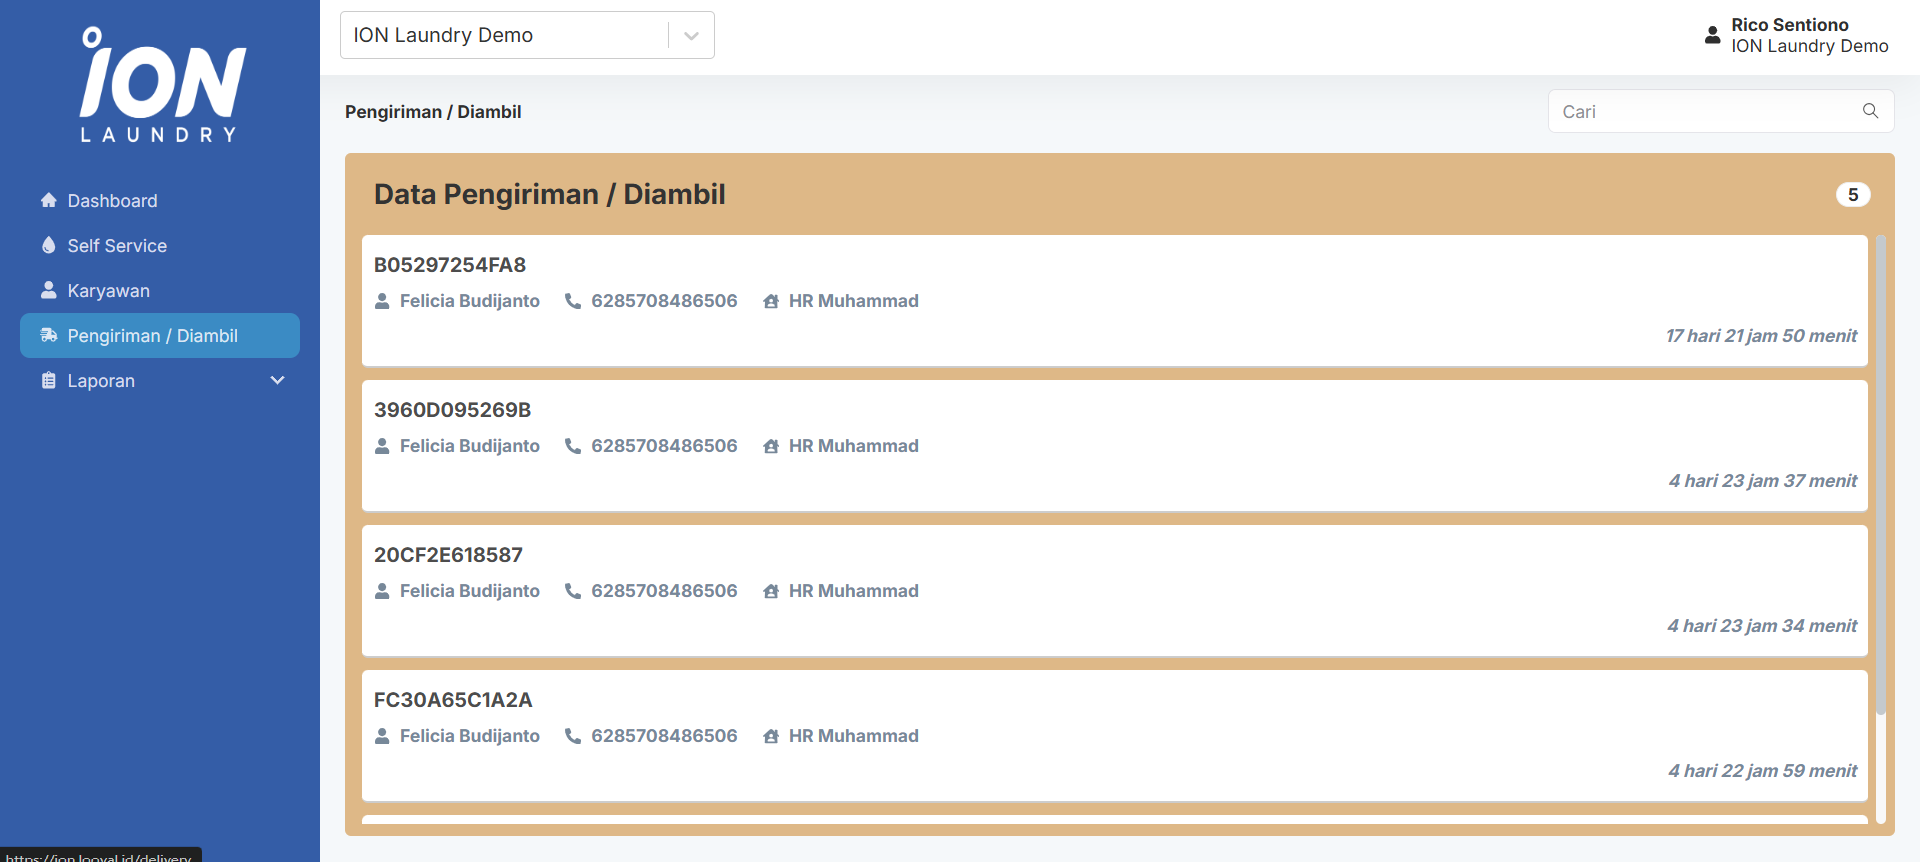 ION
LAUNDRY
Dashboard
Self Service
Karyawan
Pengiriman / Diambil
Laporan
ION Laundry Demo
Rico Sentiono
ION Laundry Demo
Pengiriman / Diambil
Cari
Data Pengiriman / Diambil
5
B05297254FA8
Felicia Budijanto 6285708486506 HR Muhammad
17 hari 21 jam 50 menit
3960D095269B
Felicia Budijanto 6285708486506 HR Muhammad
4 hari 23 jam 37 menit
20CF2E618587
Felicia Budijanto 6285708486506 HR Muhammad
4 hari 23 jam 34 menit
FC30A65C1A2A
Felicia Budijanto 6285708486506 HR Muhammad
4 hari 22 jam 59 menit
https://ion.looyal.id/delivery